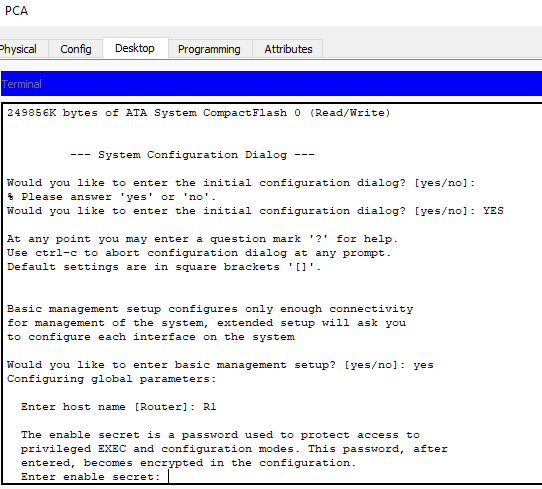 PCA
Physical Config Desktop Programming Attributes
Terminal
249856K bytes of ATA System CompactFlash 0 (Read/Write)
--- System Configuration Dialog ---
Would you like to enter the initial configuration dialog? [yes/no]:
% Please answer 'yes' or 'no'.
Would you like to enter the initial configuration dialog? [yes/no]: YES
At any point you may enter a question mark '?' for help.
Use ctrl-c to abort configuration dialog at any prompt.
Default settings are in square brackets '[]'.
Basic management setup configures only enough connectivity
for management of the system, extended setup will ask you
to configure each interface on the system
Would you like to enter basic management setup? [yes/no]: yes
Configuring global parameters:
Enter host name [Router]: R1
The enable secret is a password used to protect access to
privileged EXEC and configuration modes. This password, after
entered, becomes encrypted in the configuration.
Enter enable secret: